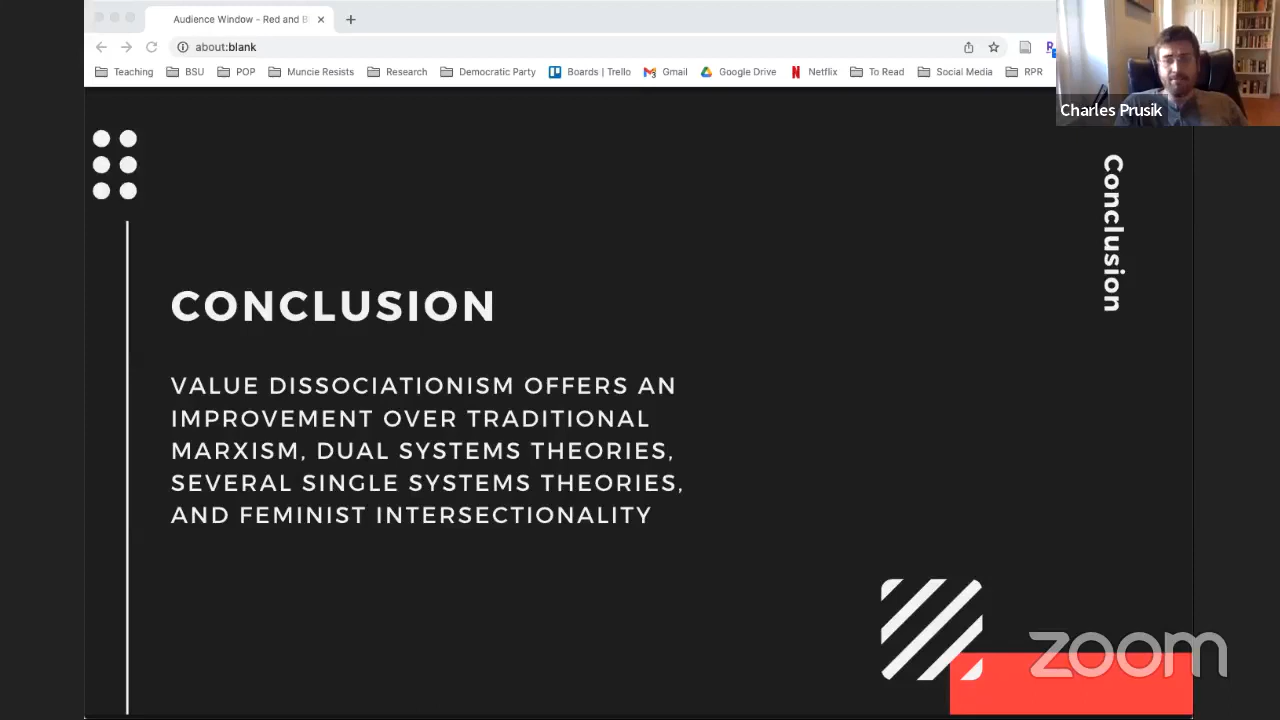 Audience Window - Red and B
about:blank
Teaching BSU POP Muncie Resists Research Democratic Party Boards | Trello Gmail Google Drive Netflix To Read Social Media RPR
Charles Prusik
Conclusion
CONCLUSION
VALUE DISSOCIATIONISM OFFERS AN
IMPROVEMENT OVER TRADITIONAL
MARXISM, DUAL SYSTEMS THEORIES,
SEVERAL SINGLE SYSTEMS THEORIES,
AND FEMINIST INTERSECTIONALITY
zoom